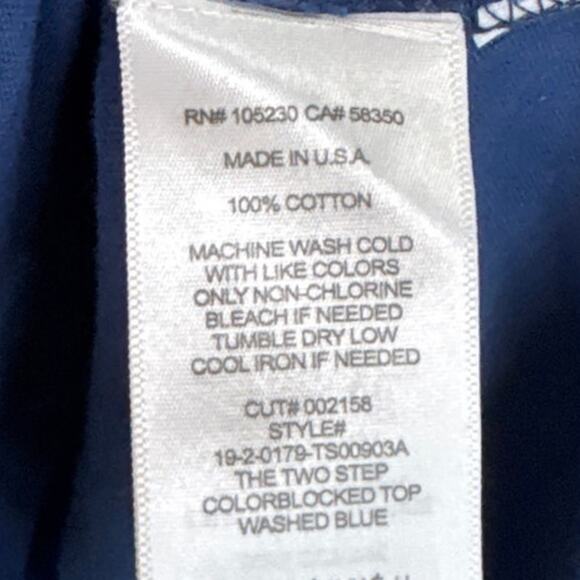 RN# 105230 CA# 58350
MADE IN U.S.A.
100% COTTON
MACHINE WASH COLD
WITH LIKE COLORS
ONLY NON-CHLORINE
BLEACH IF NEEDED
TUMBLE DRY LOW
COOL IRON IF NEEDED
CUT# 002158
STYLE#
19-2-0179-TS00903A
THE TWO STEP
COLORBLOCKED TOP
WASHED BLUE